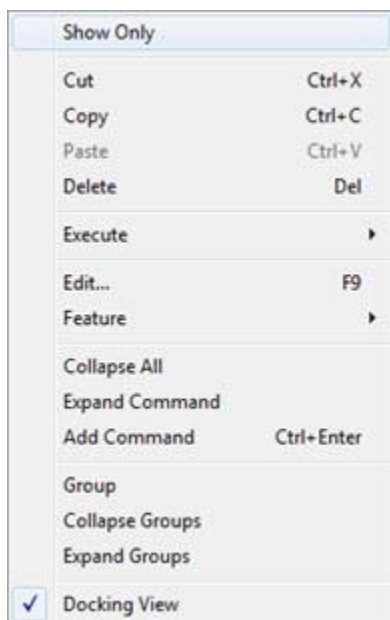 Show Only
Cut Ctrl+X
Copy Ctrl+C
Paste Ctrl+V
Delete Del
Execute
Edit... F9
Feature
Collapse All
Expand Command
Add Command Ctrl+Enter
Group
Collapse Groups
Expand Groups
Docking View